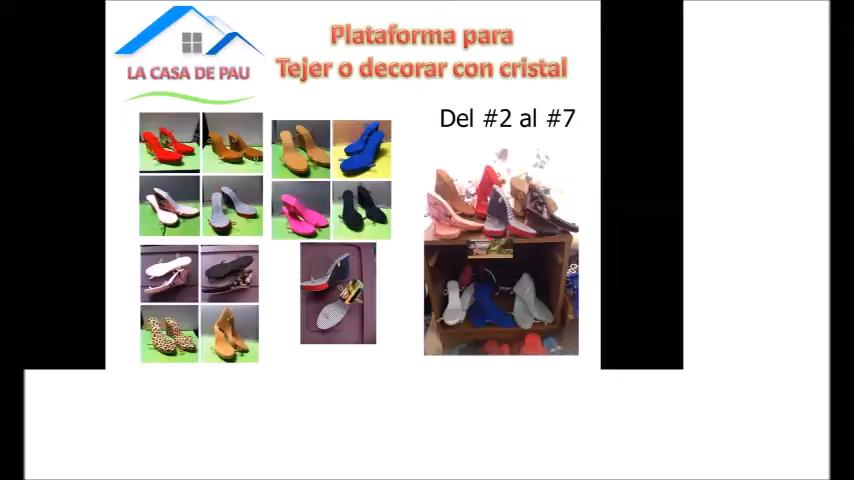 LA CASA DE PAU
Plataforma para
Tejer o decorar con cristal
Del #2 al #7